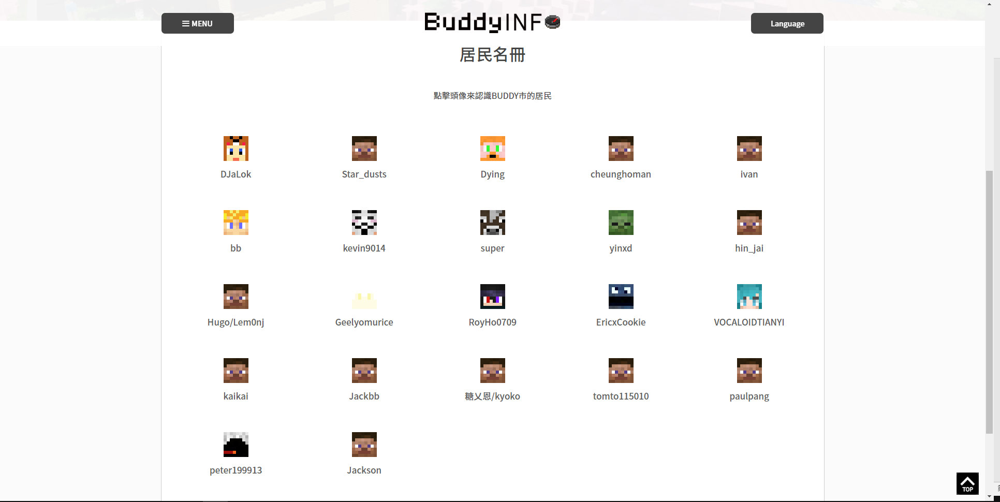 MENU
BuddyINFO
Language
居民名冊
點擊頭像來認識BUDDY市的居民
DJaLok
Star_dusts
Dying
cheunghoman
ivan
bb
kevin9014
super
yinxd
hin_jai
Hugo/Lem0nj
Geelyomurice
RoyHo0709
EricxCookie
VOCALOIDTIANYI
kaikai
Jackbb
糖乂恩/kyoko
tomto115010
paulpang
peter199913
Jackson
TOP